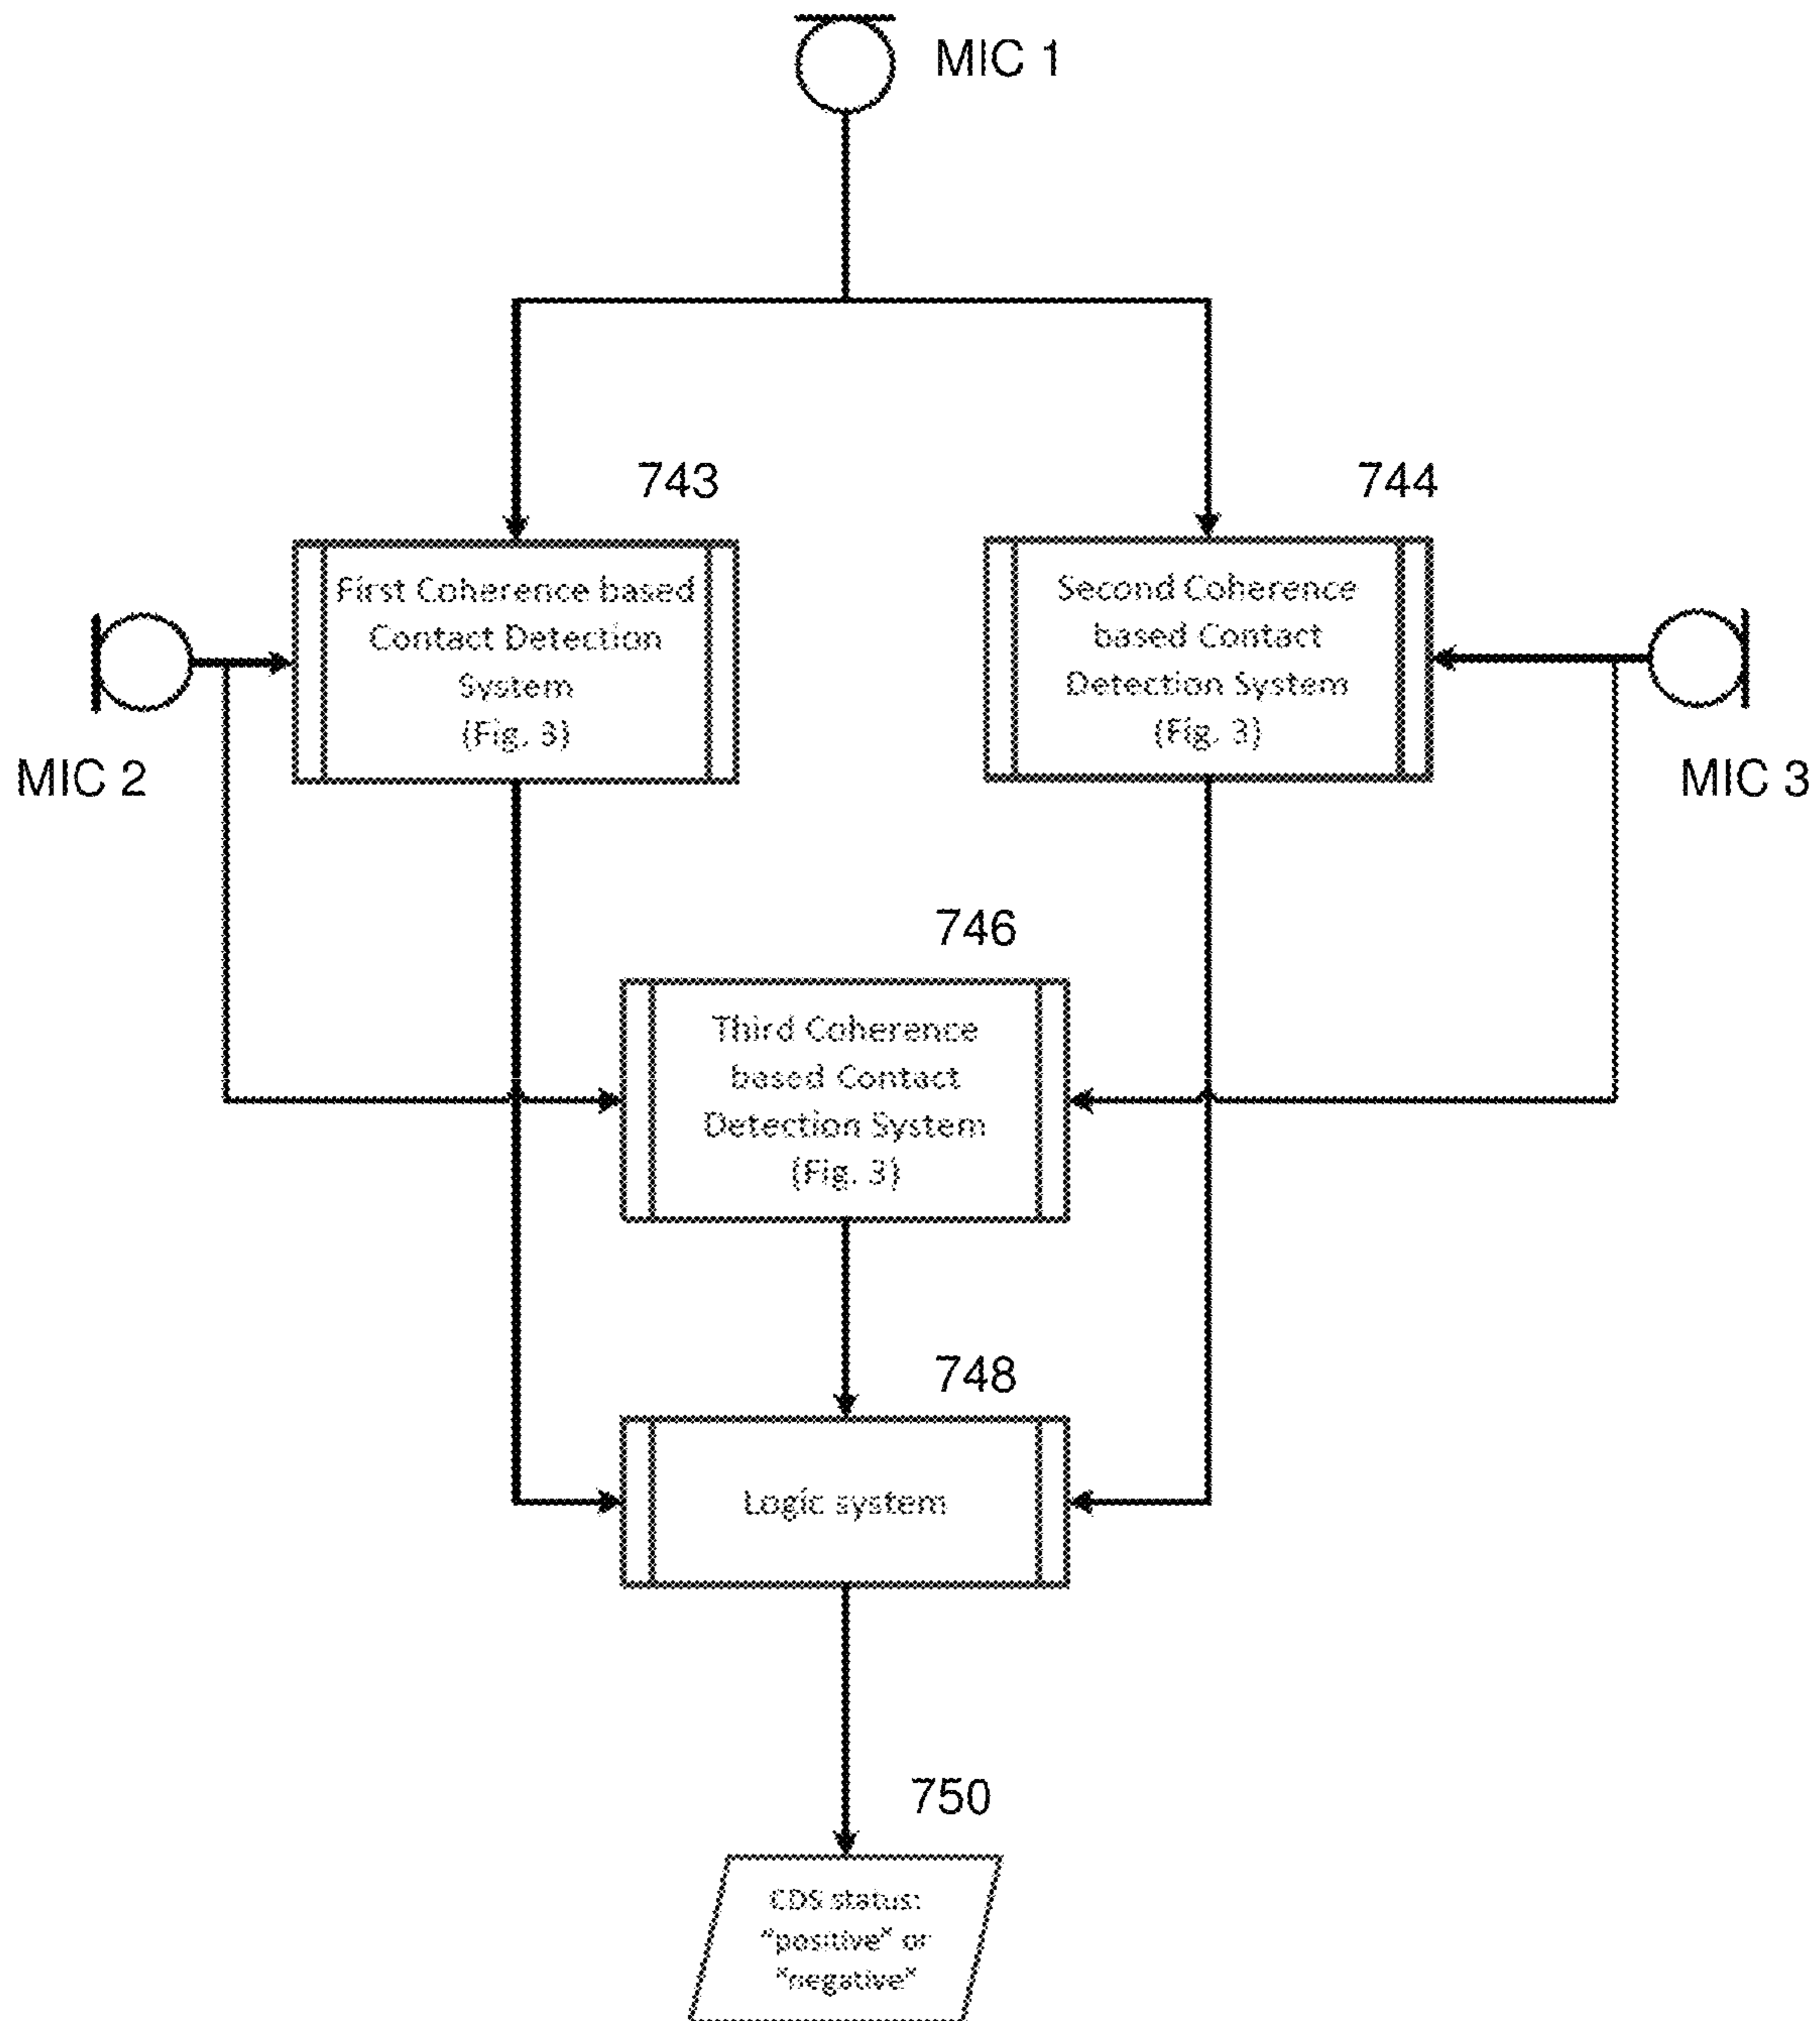 MIC 1
743
744
First Coherence based
Contact Detection
System
(Fig. 3)
Second Coherence
based Contact
Detection System
(Fig. 3)
MIC 2
MIC 3
746
Third Coherence
based Contact
Detection System
(Fig. 3)
748
Logic system
750
CDS status:
"positive" or
"negative"